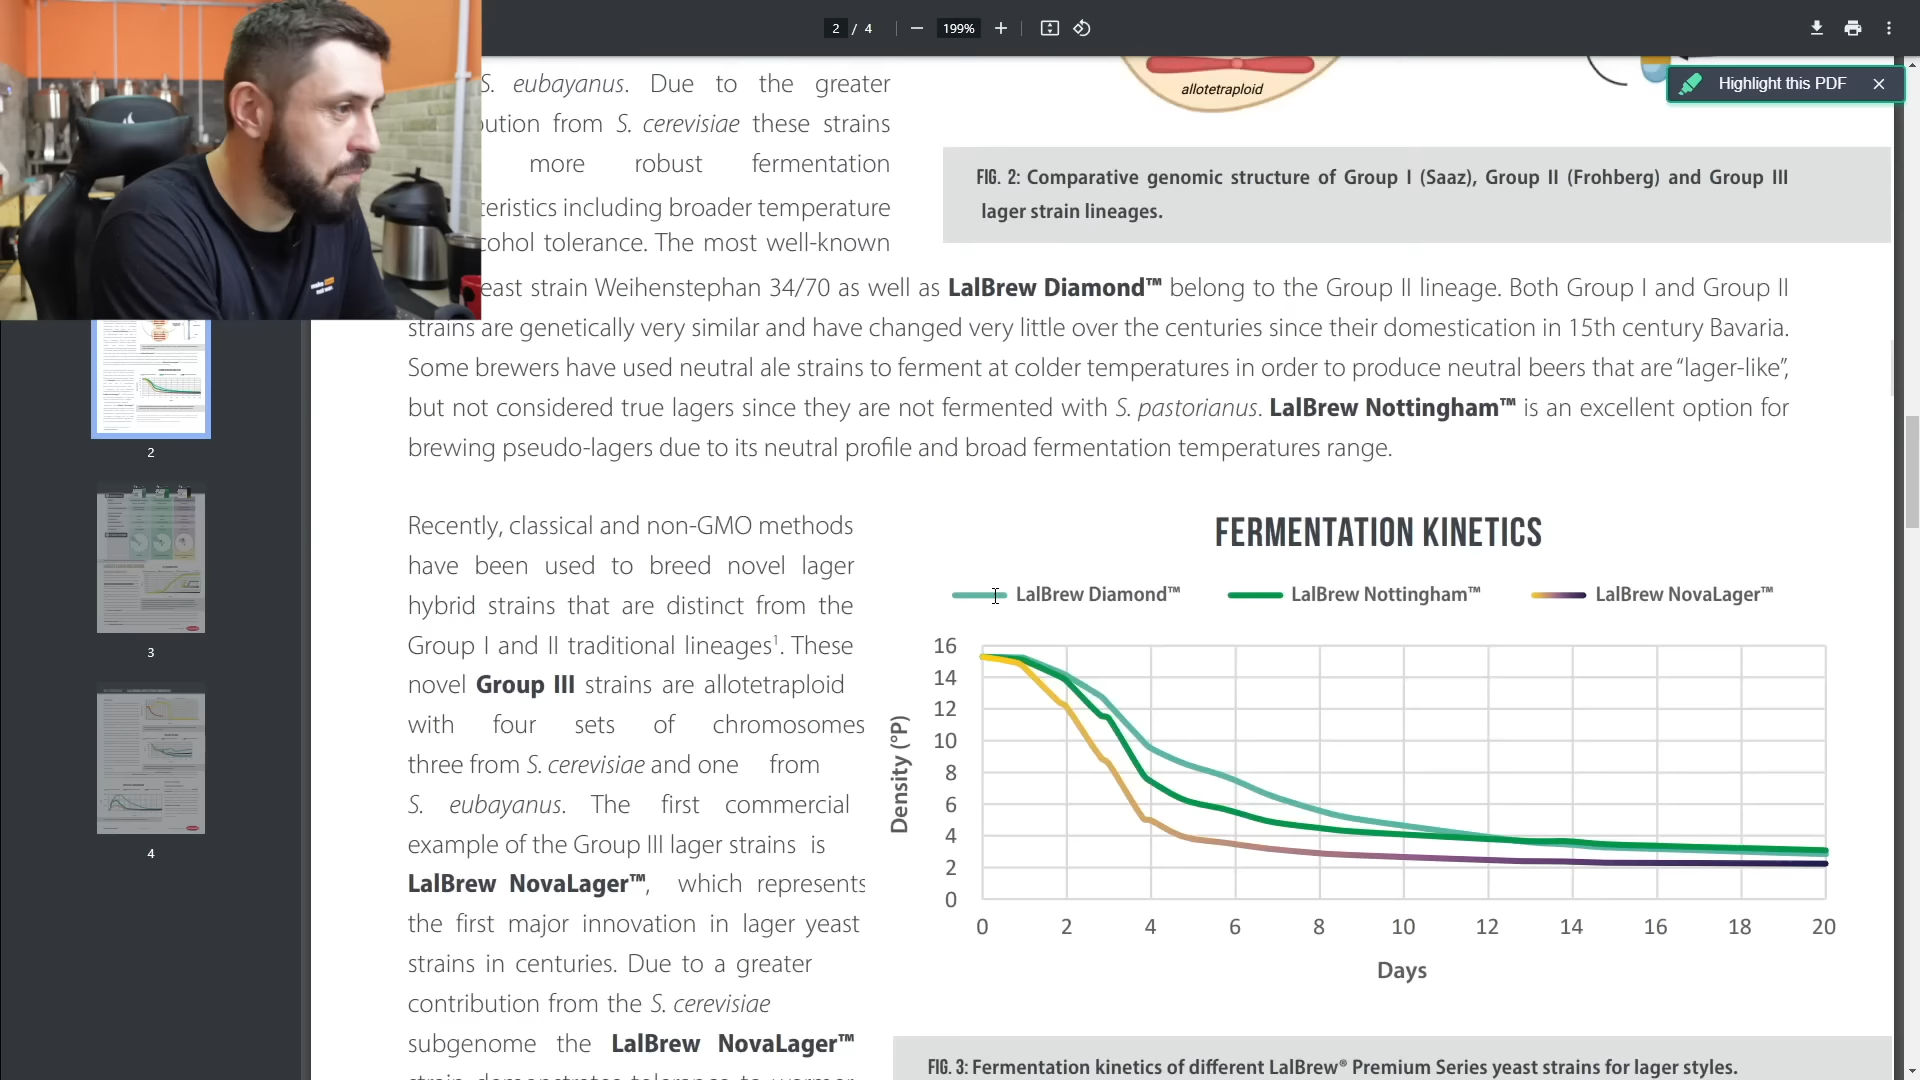 2 / 4
199%
Highlight this PDF
S. eubayanus. Due to the greater
ution from S. cerevisiae these strains
more robust fermentation
teristics including broader temperature
cohol tolerance. The most well-known
east strain Weihenstephan 34/70 as well as LalBrew Diamond™ belong to the Group II lineage. Both Group I and Group II
strains are genetically very similar and have changed very little over the centuries since their domestication in 15th century Bavaria.
Some brewers have used neutral ale strains to ferment at colder temperatures in order to produce neutral beers that are “lager-like”,
but not considered true lagers since they are not fermented with S. pastorianus. LalBrew Nottingham™ is an excellent option for
brewing pseudo-lagers due to its neutral profile and broad fermentation temperatures range.
allotetraploid
FIG. 2: Comparative genomic structure of Group I (Saaz), Group II (Frohberg) and Group III
lager strain lineages.
Recently, classical and non-GMO methods
have been used to breed novel lager
hybrid strains that are distinct from the
Group I and II traditional lineages¹. These
novel Group III strains are allotetraploid
with four sets of chromosomes
three from S. cerevisiae and one from
S. eubayanus. The first commercial
example of the Group III lager strains is
LalBrew NovaLager™, which represents
the first major innovation in lager yeast
strains in centuries. Due to a greater
contribution from the S. cerevisiae
subgenome the LalBrew NovaLager™
strain demonstrates tolerance to warmer
FERMENTATION KINETICS
LalBrew Diamond™ LalBrew Nottingham™ LalBrew NovaLager™
Density (°P)
16
14
12
10
8
6
4
2
0
0 2 4 6 8 10 12 14 16 18 20
Days
FIG. 3: Fermentation kinetics of different LalBrew® Premium Series yeast strains for lager styles.
2
3
4